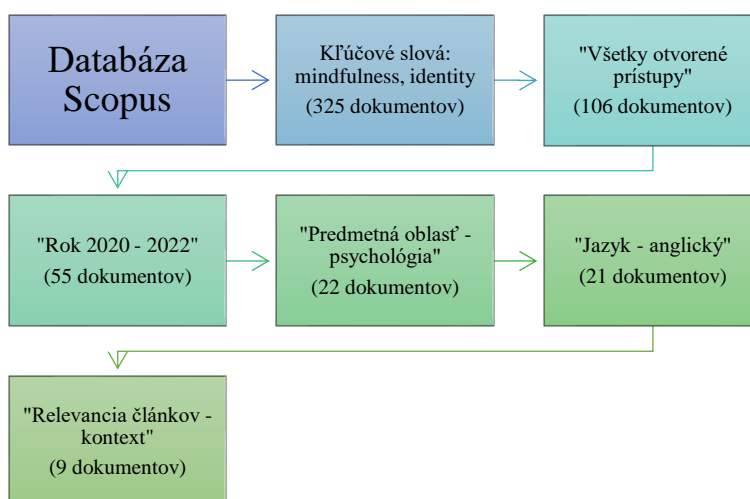 Databáza
Scopus
Kľúčové slová:
mindfulness, identity
(325 dokumentov)
"Všetky otvorené
prístupy"
(106 dokumentov)
"Rok 2020 - 2022"
(55 dokumentov)
"Predmetná oblasť -
psychológia"
(22 dokumentov)
"Jazyk - anglický"
(21 dokumentov)
"Relevancia článkov -
kontext"
(9 dokumentov)